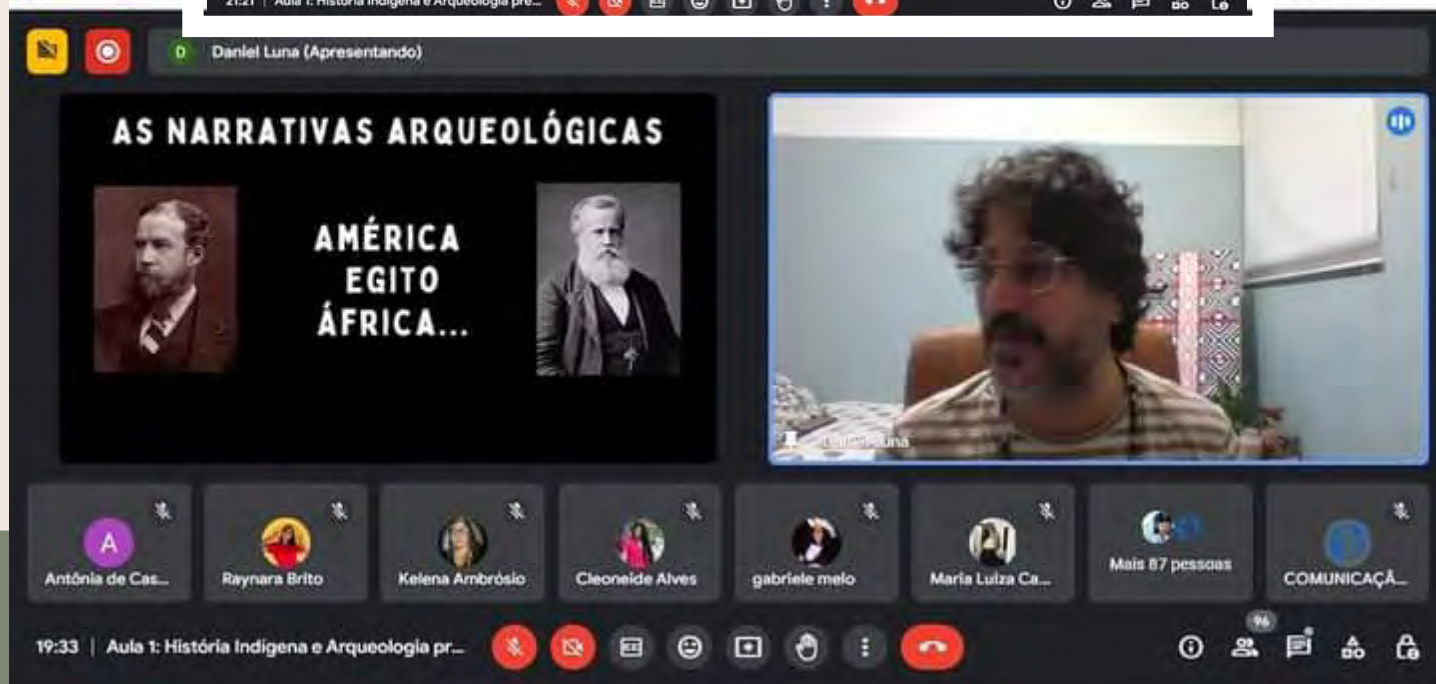 21:21 | Aula 1: História Indígena e Arqueologia pre...
D Daniel Luna (Apresentando)
AS NARRATIVAS ARQUEOLÓGICAS
AMÉRICA
EGITO
ÁFRICA...
Luna
A
Antônia de Cas...
Raynara Brito
Kelena Ambrósio
Cleoneide Alves
gabriele melo
Maria Luiza Ca...
Mais 87 pessoas
COMUNICAÇÃ...
96
19:33 | Aula 1: História Indígena e Arqueologia pr...